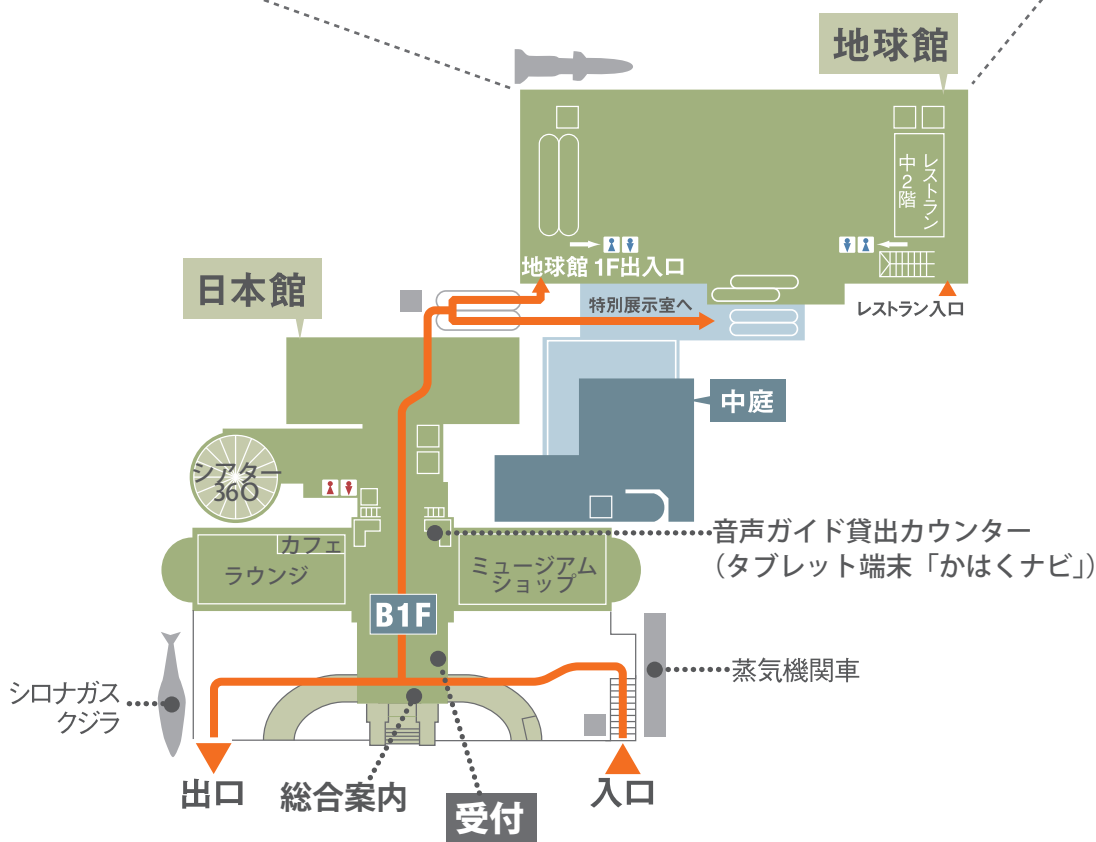 地球館
中2階
レストラン
地球館 1F出入口
日本館
特別展示室へ
レストラン入口
中庭
シアター
360
カフェ
ラウンジ
ミュージアム
ショップ
音声ガイド貸出カウンター
(タブレット端末「かはくナビ」)
B1F
蒸気機関車
シロナガス
クジラ
出口
総合案内
受付
入口